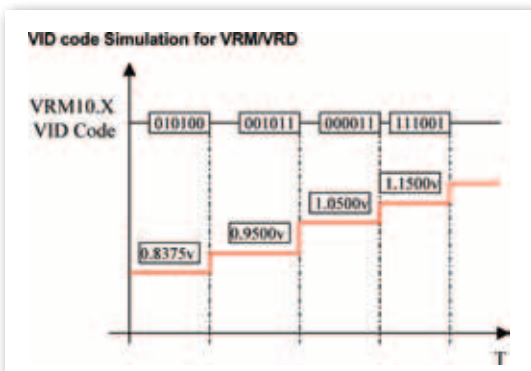 VID code Simulation for VRM/VRD
VRM10.X
VID Code
010100
001011
000011
111001
1.1500v
1.0500v
0.9500v
0.8375v
T